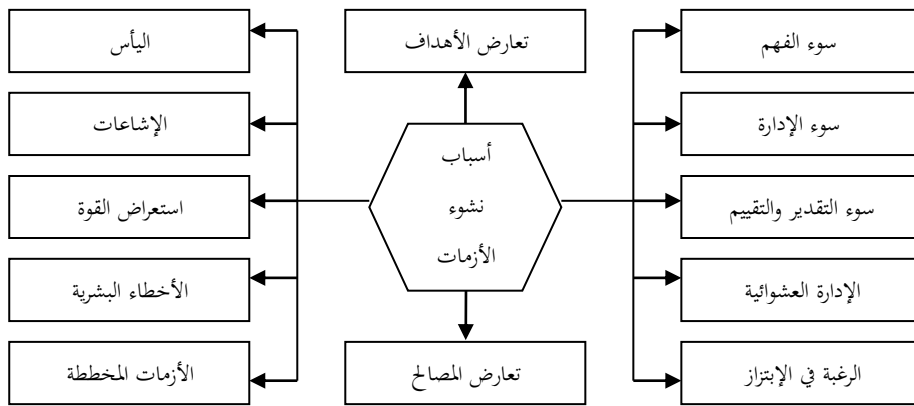 سوء الفهم
تعارض الأهداف
اليأس
سوء الإدارة
الإشاعات
أسباب
نشوء
الأزمات
سوء التقدير والتقييم
استعراض القوة
الإدارة العشوائية
الأخطاء البشرية
الرغبة في الإبتزاز
تعارض المصالح
الأزمات المخططة